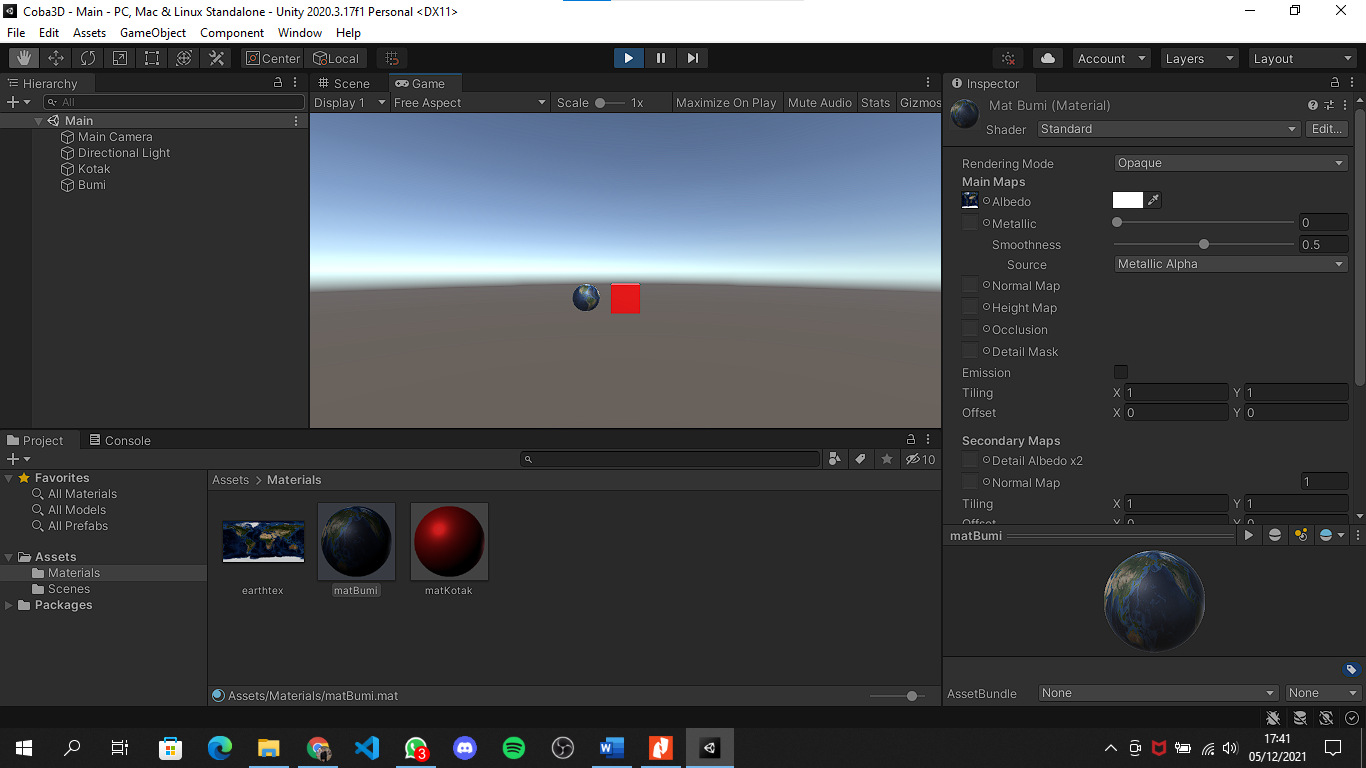 Coba3D - Main - PC, Mac & Linux Standalone - Unity 2020.3.17f1 Personal <DX11>
File Edit Assets GameObject Component Window Help
Center Local Account Layers Layout
Hierarchy
All
Main
Main Camera
Directional Light
Kotak
Bumi
Scene Game
Display 1 Free Aspect Scale 1x Maximize On Play Mute Audio Stats Gizmos
Inspector
Mat Bumi (Material)
Shader Standard Edit...
Rendering Mode Opaque
Main Maps
Albedo
Metallic 0
Smoothness 0.5
Source Metallic Alpha
Normal Map
Height Map
Occlusion
Detail Mask
Emission
Tiling X 1 Y 1
Offset X 0 Y 0
Secondary Maps
Detail Albedo x2
Normal Map 1
Tiling X 1 Y 1
Offset X 0 Y 0
matBumi
AssetBundle None None
Project Console
10
Favorites
All Materials
All Models
All Prefabs
Assets
Materials
Scenes
Packages
Assets > Materials
earthtex matBumi matKotak
Assets/Materials/matBumi.mat
3
17:41
05/12/2021